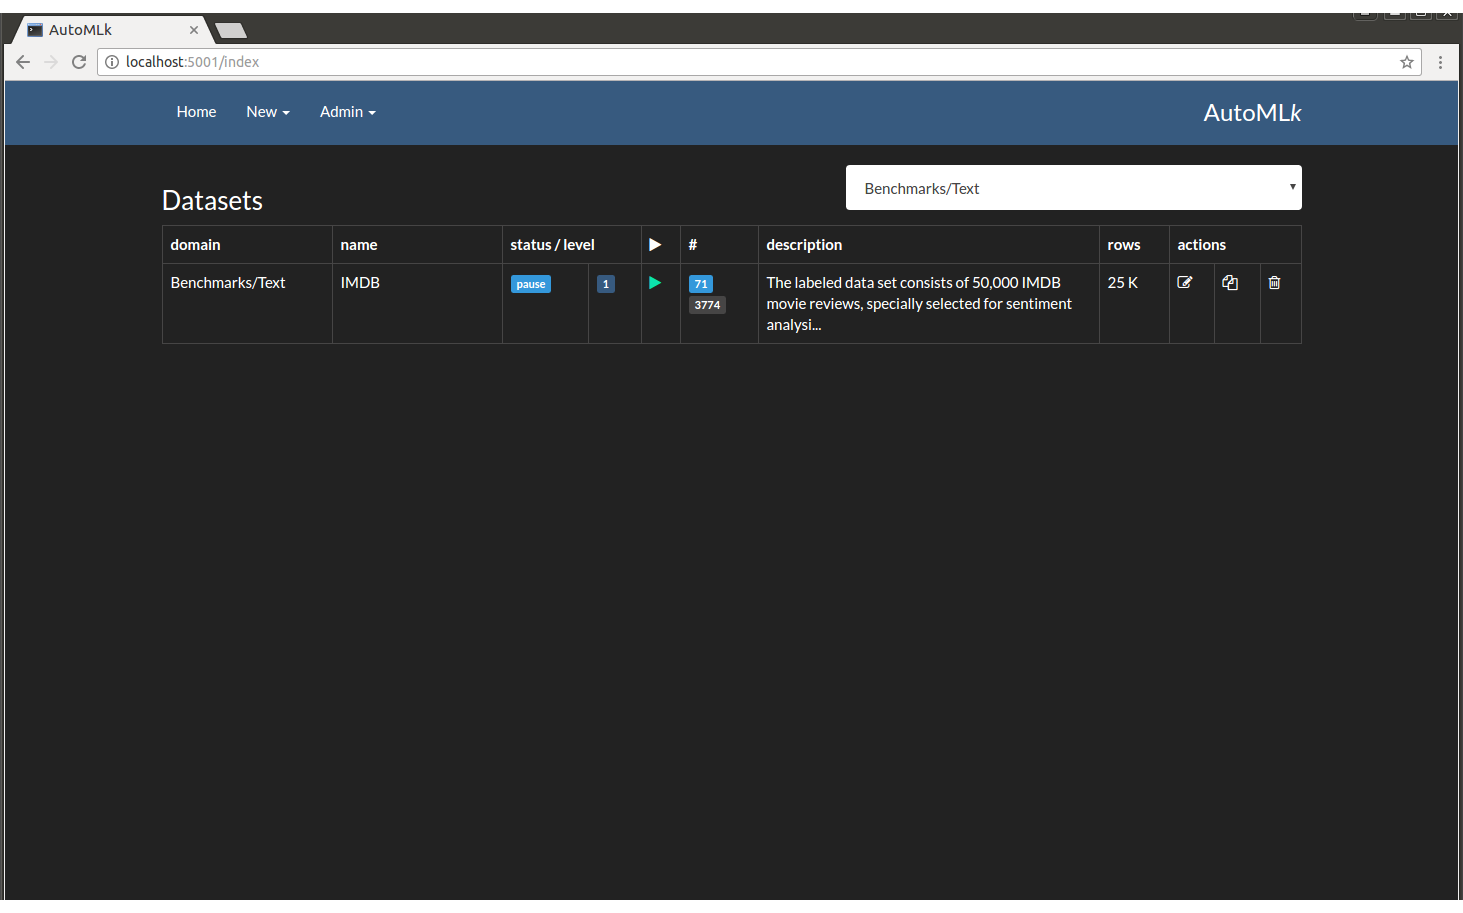 AutoMLk
localhost:5001/index
Home New Admin AutoMLk
Benchmarks/Text
Datasets
domain name status / level # description rows actions
Benchmarks/Text IMDB pause 1 71 The labeled data set consists of 50,000 IMDB 25 K
3774 movie reviews, specially selected for sentiment
analysi...